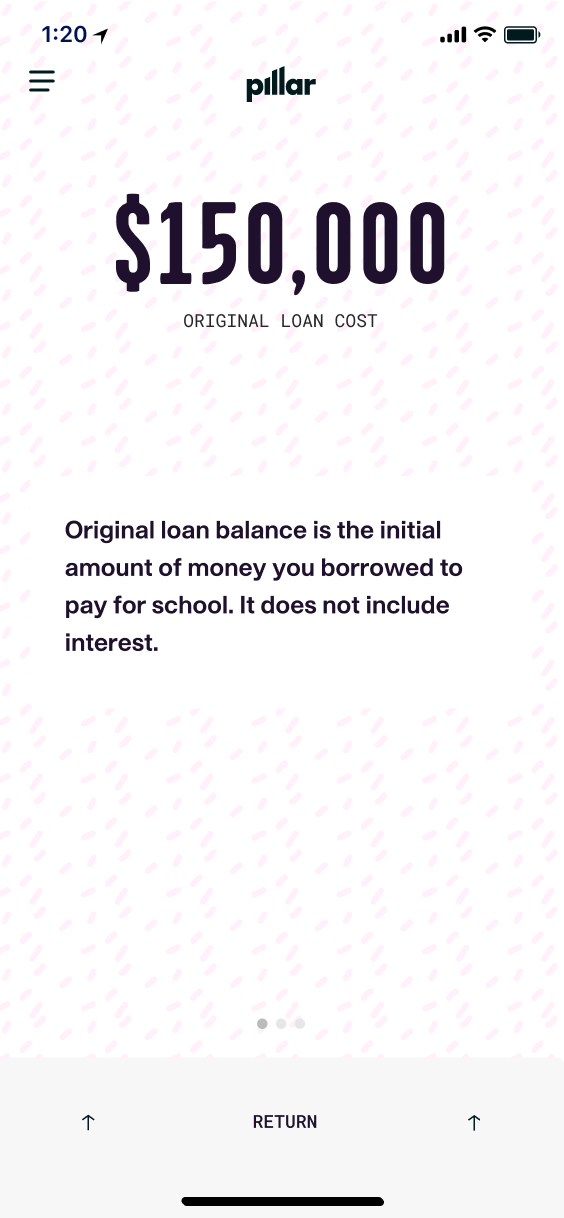 1:20
pillar
$150,000
ORIGINAL LOAN COST
Original loan balance is the initial
amount of money you borrowed to
pay for school. It does not include
interest.
↑ RETURN ↑